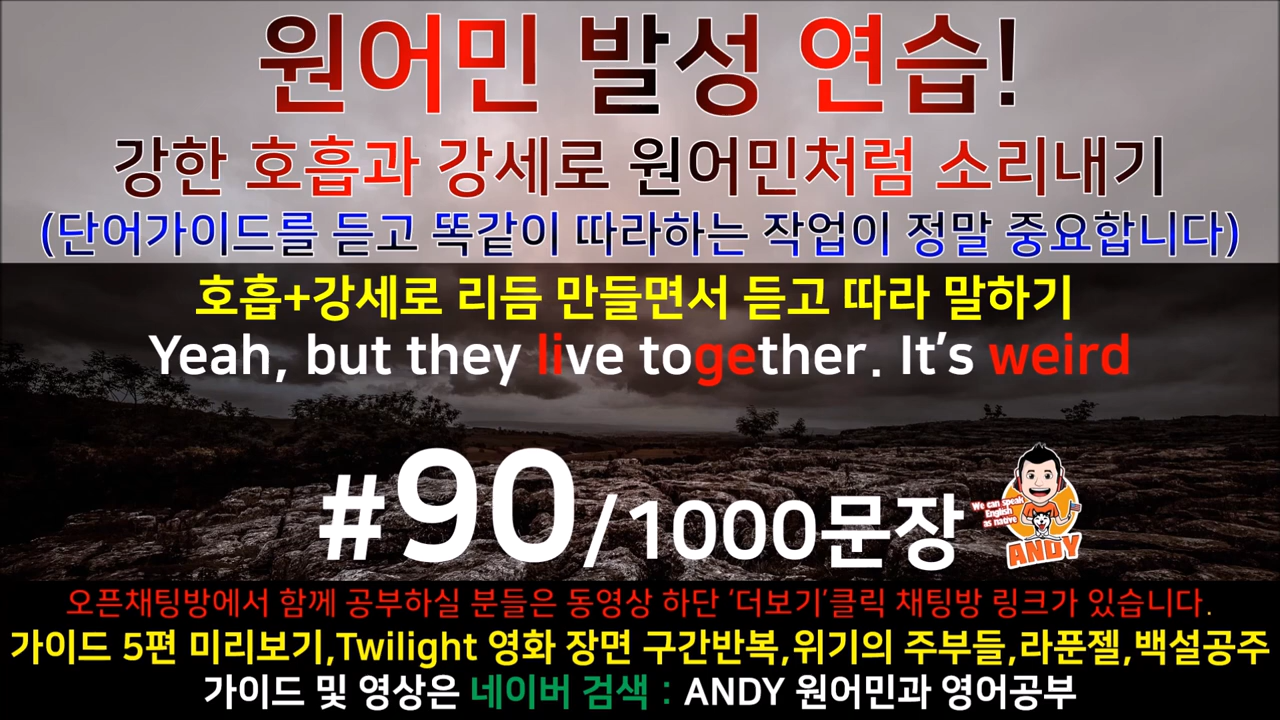 원어민 발성 연습!
강한 호흡과 강세로 원어민처럼 소리내기
(단어가이드를 듣고 똑같이 따라하는 작업이 정말 중요합니다)
호흡+강세로 리듬 만들면서 듣고 따라 말하기
Yeah, but they live together. It's weird
#90/1000문장
We can speak
English
as native
ANDY
오픈채팅방에서 함께 공부하실 분들은 동영상 하단 '더보기'클릭 채팅방 링크가 있습니다.
가이드 5편 미리보기,Twilight 영화 장면 구간반복,위기의 주부들,라푼젤,백설공주
가이드 및 영상은 네이버 검색 : ANDY 원어민과 영어공부